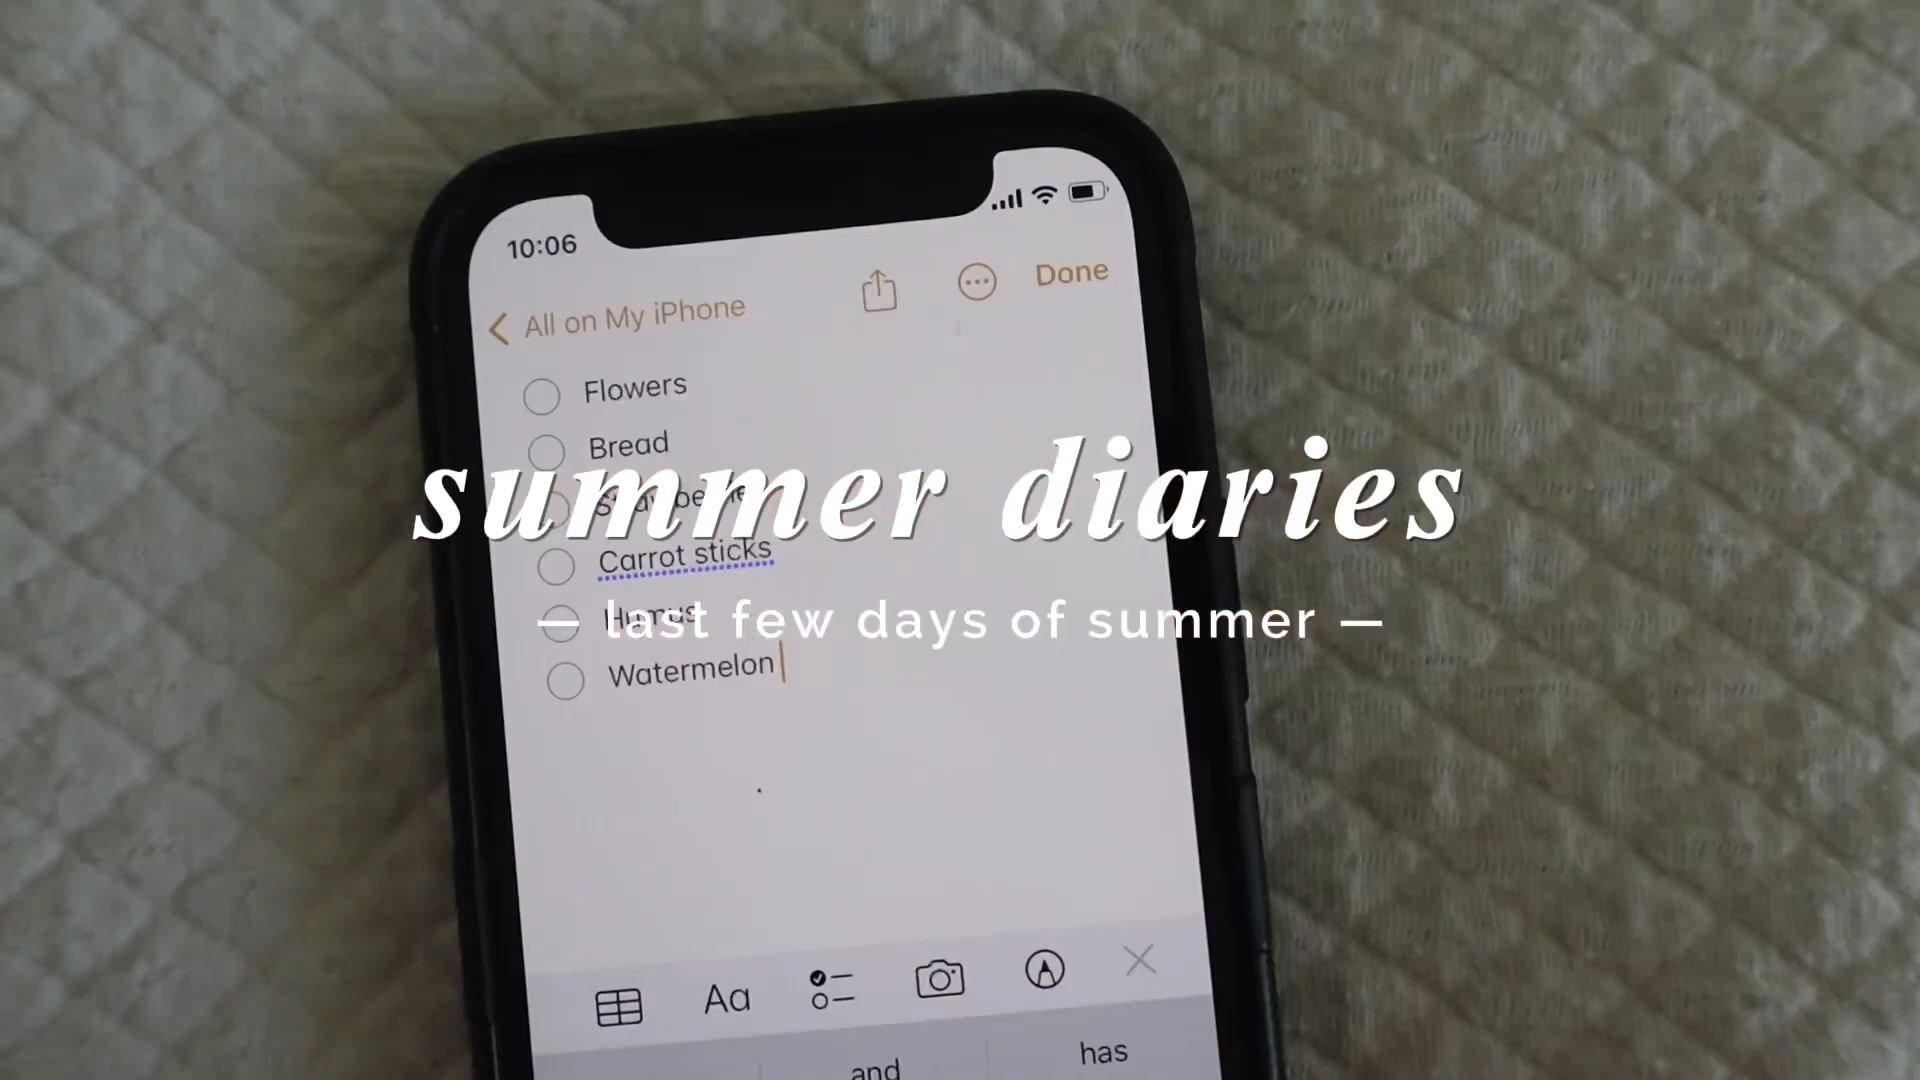 10:06
All on My iPhone
Done
Flowers
Bread
summer diaries
Carrot sticks
Humus
— last few days of summer —
Watermelon
Aa
and
has